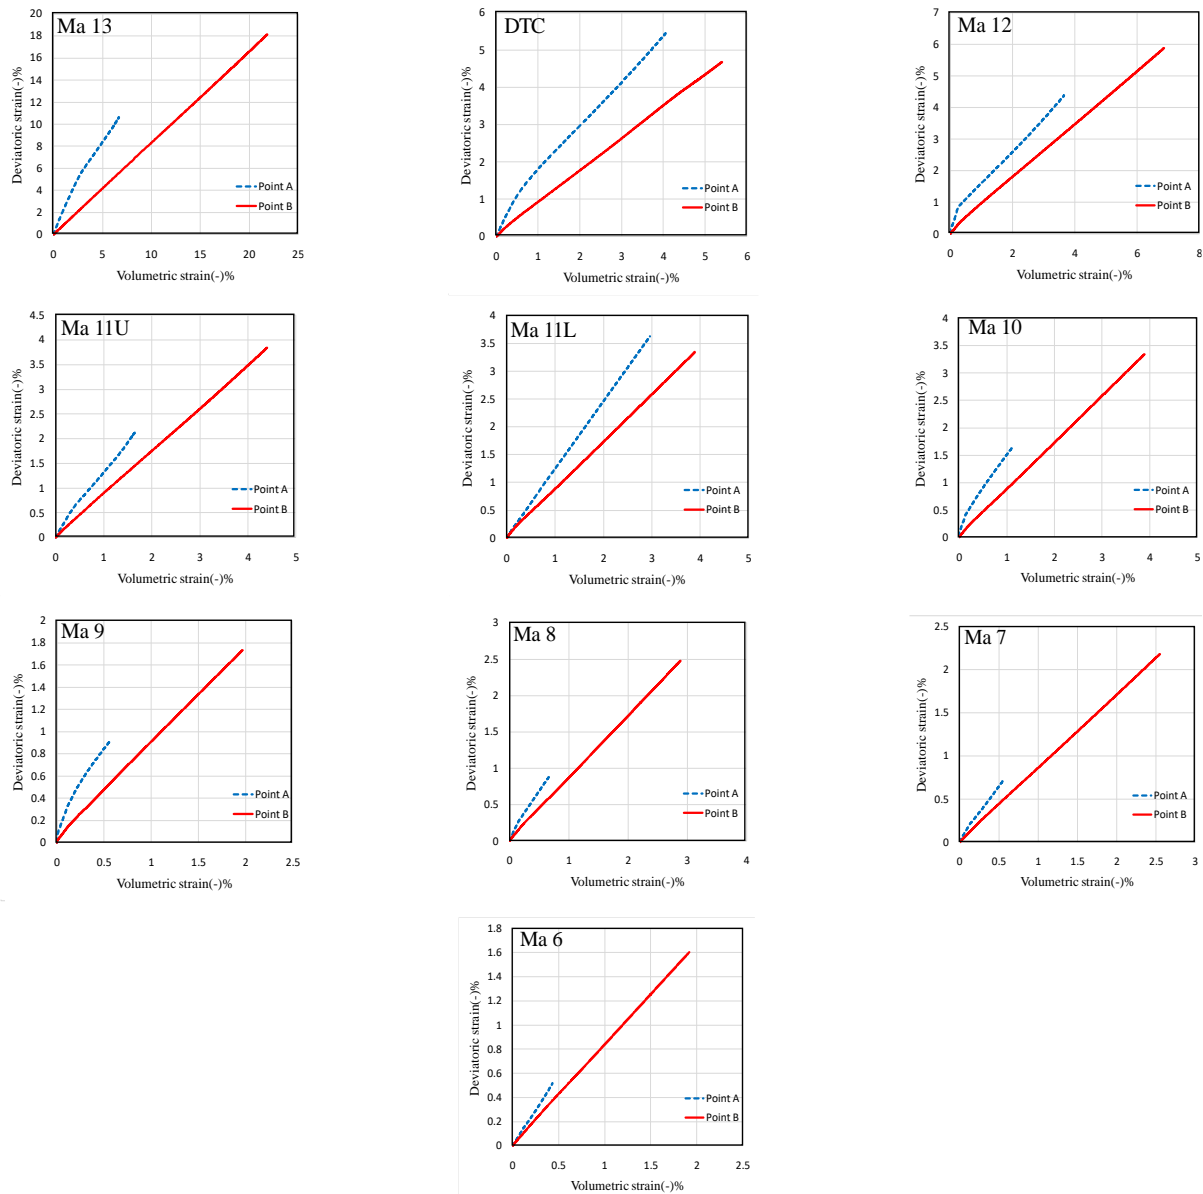 Ma 13
Deviatoric strain(-)%
20
18
16
14
12
10
8
6
4
2
0
0 5 10 15 20 25
Volumetric strain(-)%
Point A
Point B
DTC
Deviatoric strain(-)%
6
5
4
3
2
1
0
0 1 2 3 4 5 6
Volumetric strain(-)%
Point A
Point B
Ma 12
Deviatoric strain(-)%
7
6
5
4
3
2
1
0
0 2 4 6 8
Volumetric strain(-)%
Point A
Point B
Ma 11U
Deviatoric strain(-)%
4.5
4
3.5
3
2.5
2
1.5
1
0.5
0
0 1 2 3 4 5
Volumetric strain(-)%
Point A
Point B
Ma 11L
Deviatoric strain(-)%
4
3.5
3
2.5
2
1.5
1
0.5
0
0 1 2 3 4 5
Volumetric strain(-)%
Point A
Point B
Ma 10
Deviatoric strain(-)%
4
3.5
3
2.5
2
1.5
1
0.5
0
0 1 2 3 4 5
Volumetric strain(-)%
Point A
Point B
Ma 9
Deviatoric strain(-)%
2
1.8
1.6
1.4
1.2
1
0.8
0.6
0.4
0.2
0
0 0.5 1 1.5 2 2.5
Volumetric strain(-)%
Point A
Point B
Ma 8
Deviatoric strain(-)%
3
2.5
2
1.5
1
0.5
0
0 1 2 3 4
Volumetric strain(-)%
Point A
Point B
Ma 7
Deviatoric strain(-)%
2.5
2
1.5
1
0.5
0
0 0.5 1 1.5 2 2.5 3
Volumetric strain(-)%
Point A
Point B
Ma 6
Deviatoric strain(-)%
1.8
1.6
1.4
1.2
1
0.8
0.6
0.4
0.2
0
0 0.5 1 1.5 2 2.5
Volumetric strain(-)%
Point A
Point B